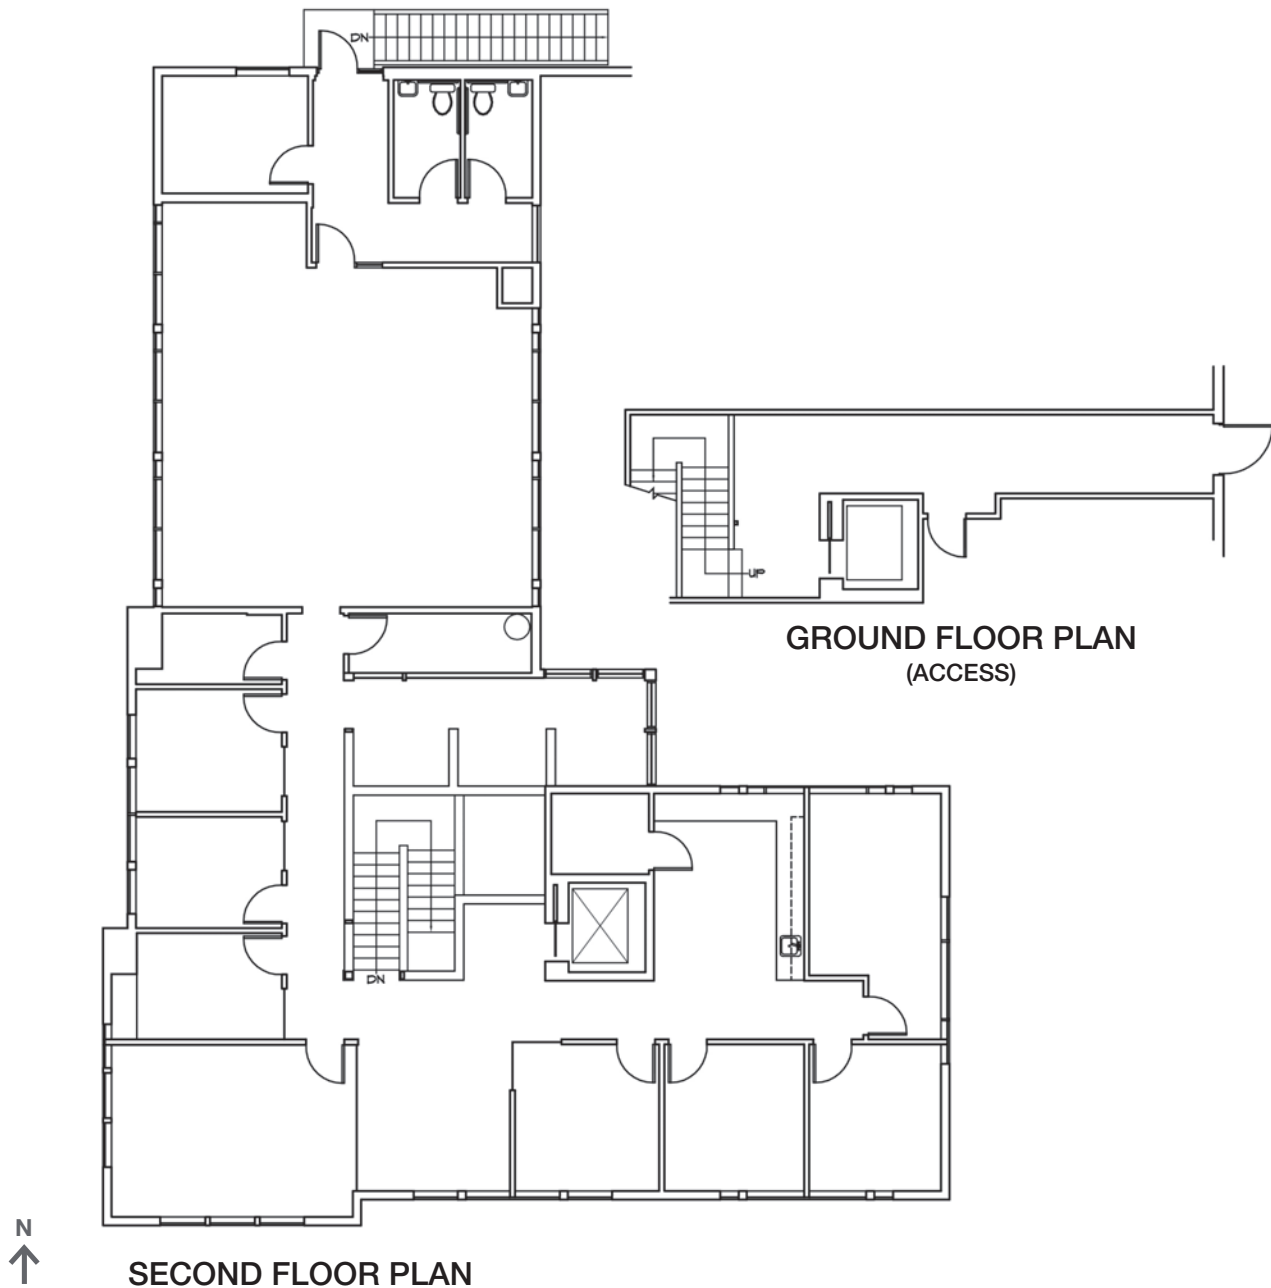 DN
UP
GROUND FLOOR PLAN
(ACCESS)
DN
N
SECOND FLOOR PLAN